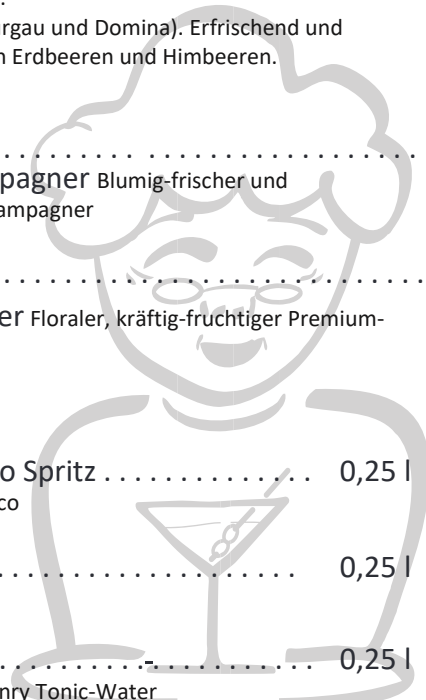 urgau und Domina). Erfrischend und
n Erdbeeren und Himbeeren.
. . . . . . . . . . . . . . . . . . . . . . . . . . . . .
pagner Blumig-frischer und
ampagner
. . . . . . . . . . . . . . . . . . . . . . . . . . . . . .
er Floraler, kräftig-fruchtiger Premium-
o Spritz . . . . . . . . . . . . . . 0,25 l
co
. . . . . . . . . . . . . . . . . . . . . 0,25 l
. . . . . . . . . .-. . . . . . . . . . . 0,25 l
nry Tonic-Water